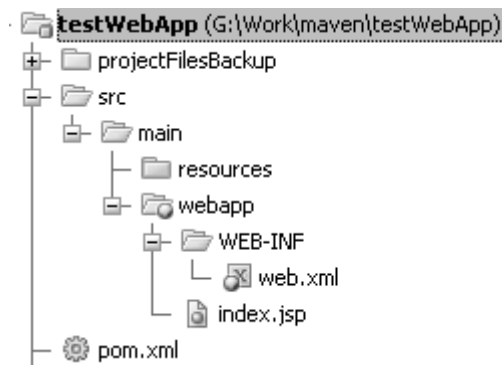 testWebApp (G:\Work\maven\testWebApp)
projectFilesBackup
src
main
resources
webapp
WEB-INF
web.xml
index.jsp
pom.xml